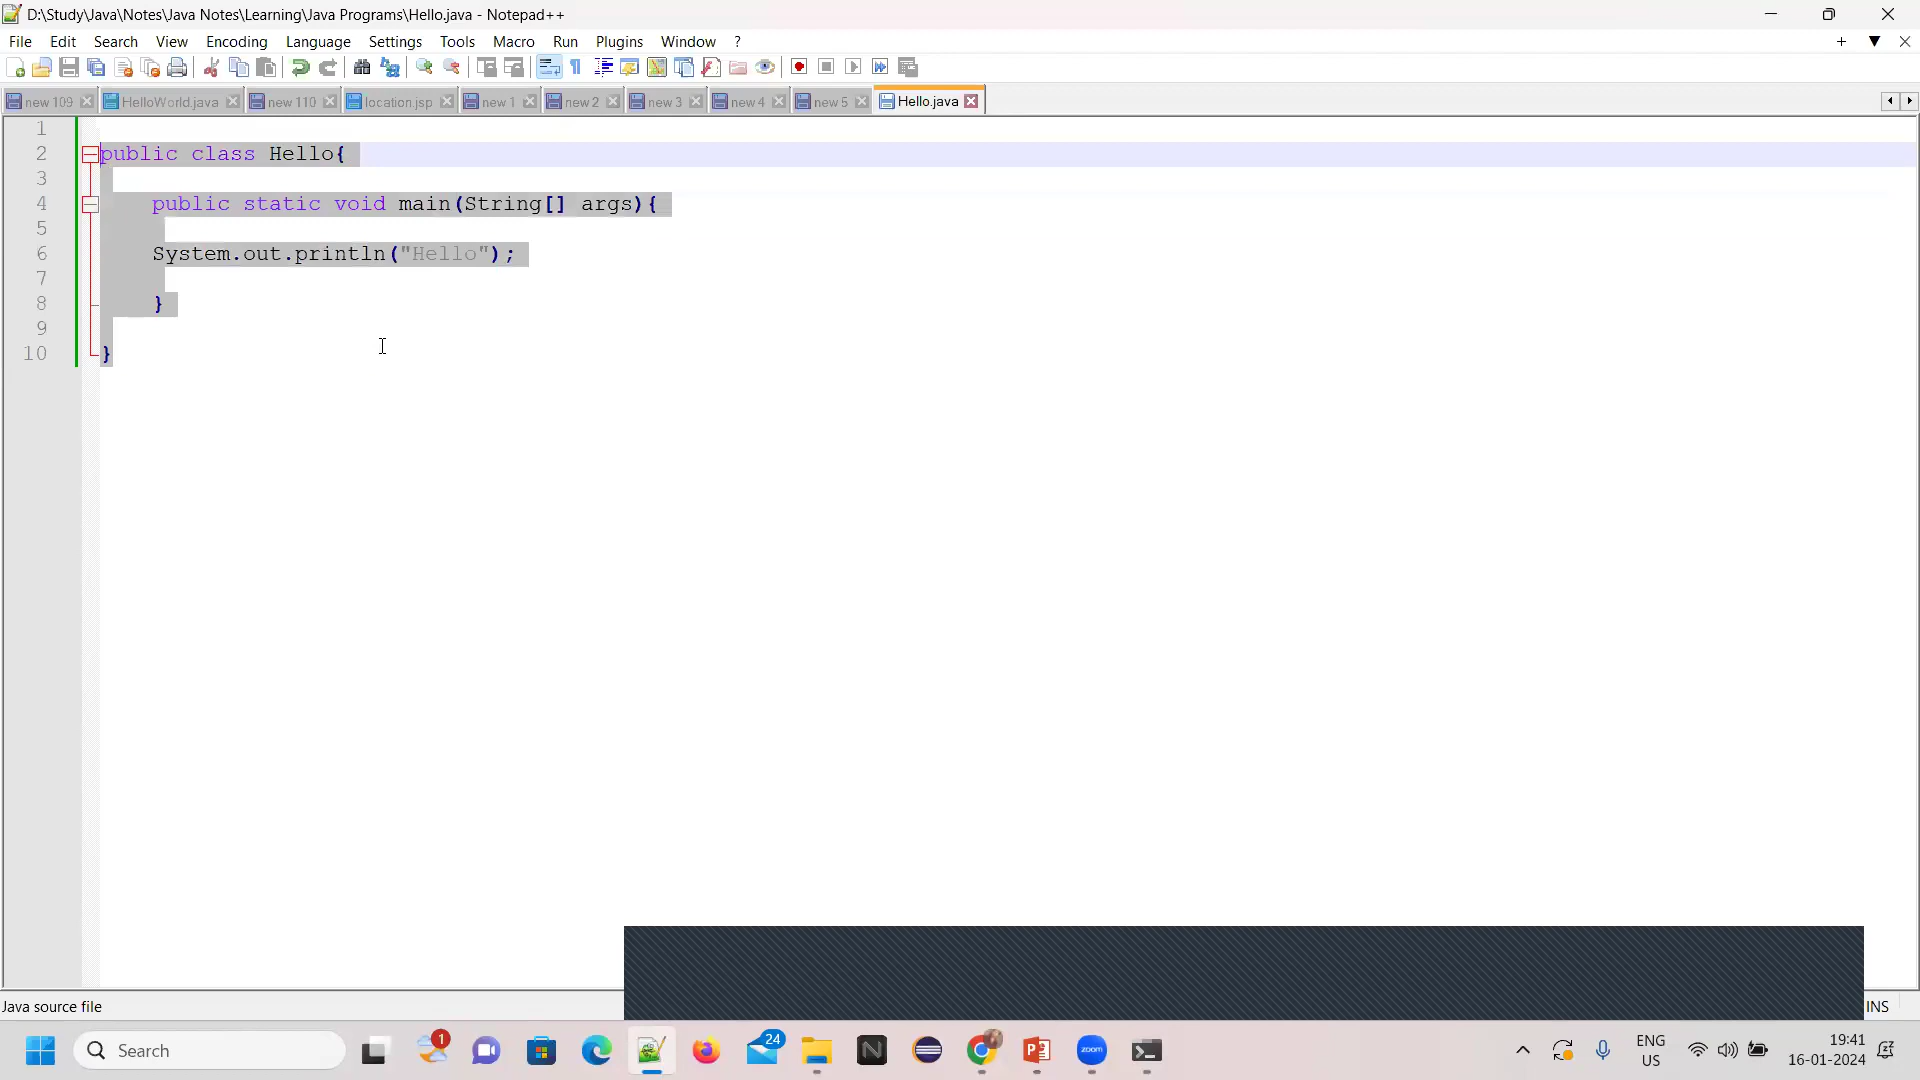 D:\Study\Java\Notes\Java Notes\Learning\Java Programs\Hello.java - Notepad++
File Edit Search View Encoding Language Settings Tools Macro Run Plugins Window ?
new 109 HelloWorld.java new 110 location.jsp new 1 new 2 new 3 new 4 new 5 Hello.java
1
2 public class Hello{
3
4 public static void main(String[] args){
5
6 System.out.println("Hello");
7
8 }
9
10 }
Java source file INS
Search 1 24 N zoom ENG US 19:41 16-01-2024